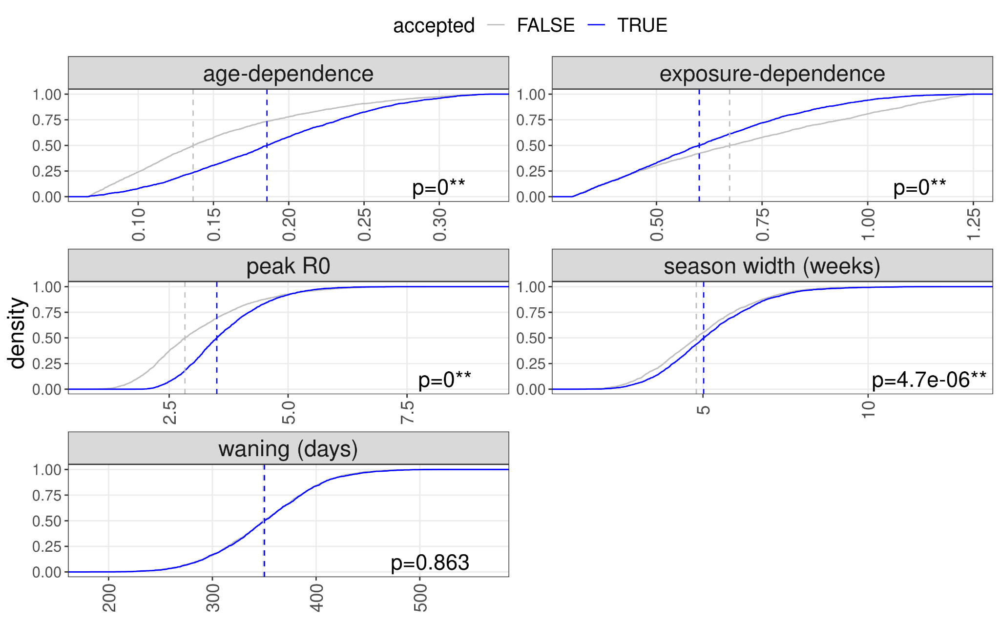 accepted FALSE TRUE
age-dependence
1.00
0.75
0.50
0.25
0.00
p=0**
0.10 0.15 0.20 0.25 0.30
exposure-dependence
1.00
0.75
0.50
0.25
0.00
p=0**
0.50 0.75 1.00 1.25
density
peak R0
1.00
0.75
0.50
0.25
0.00
p=0**
2.5 5.0 7.5
season width (weeks)
1.00
0.75
0.50
0.25
0.00
p=4.7e-06**
5 10
waning (days)
1.00
0.75
0.50
0.25
0.00
p=0.863
200 300 400 500